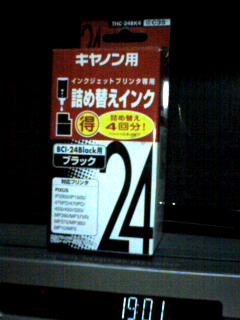 THC-24BK4
キヤノン用
インクジェットプリンタ専用
詰め替えインク
得
詰め替え
4回分!
BCI-24Black用
ブラック
24
対応プリンタ
PIXUS
19:01